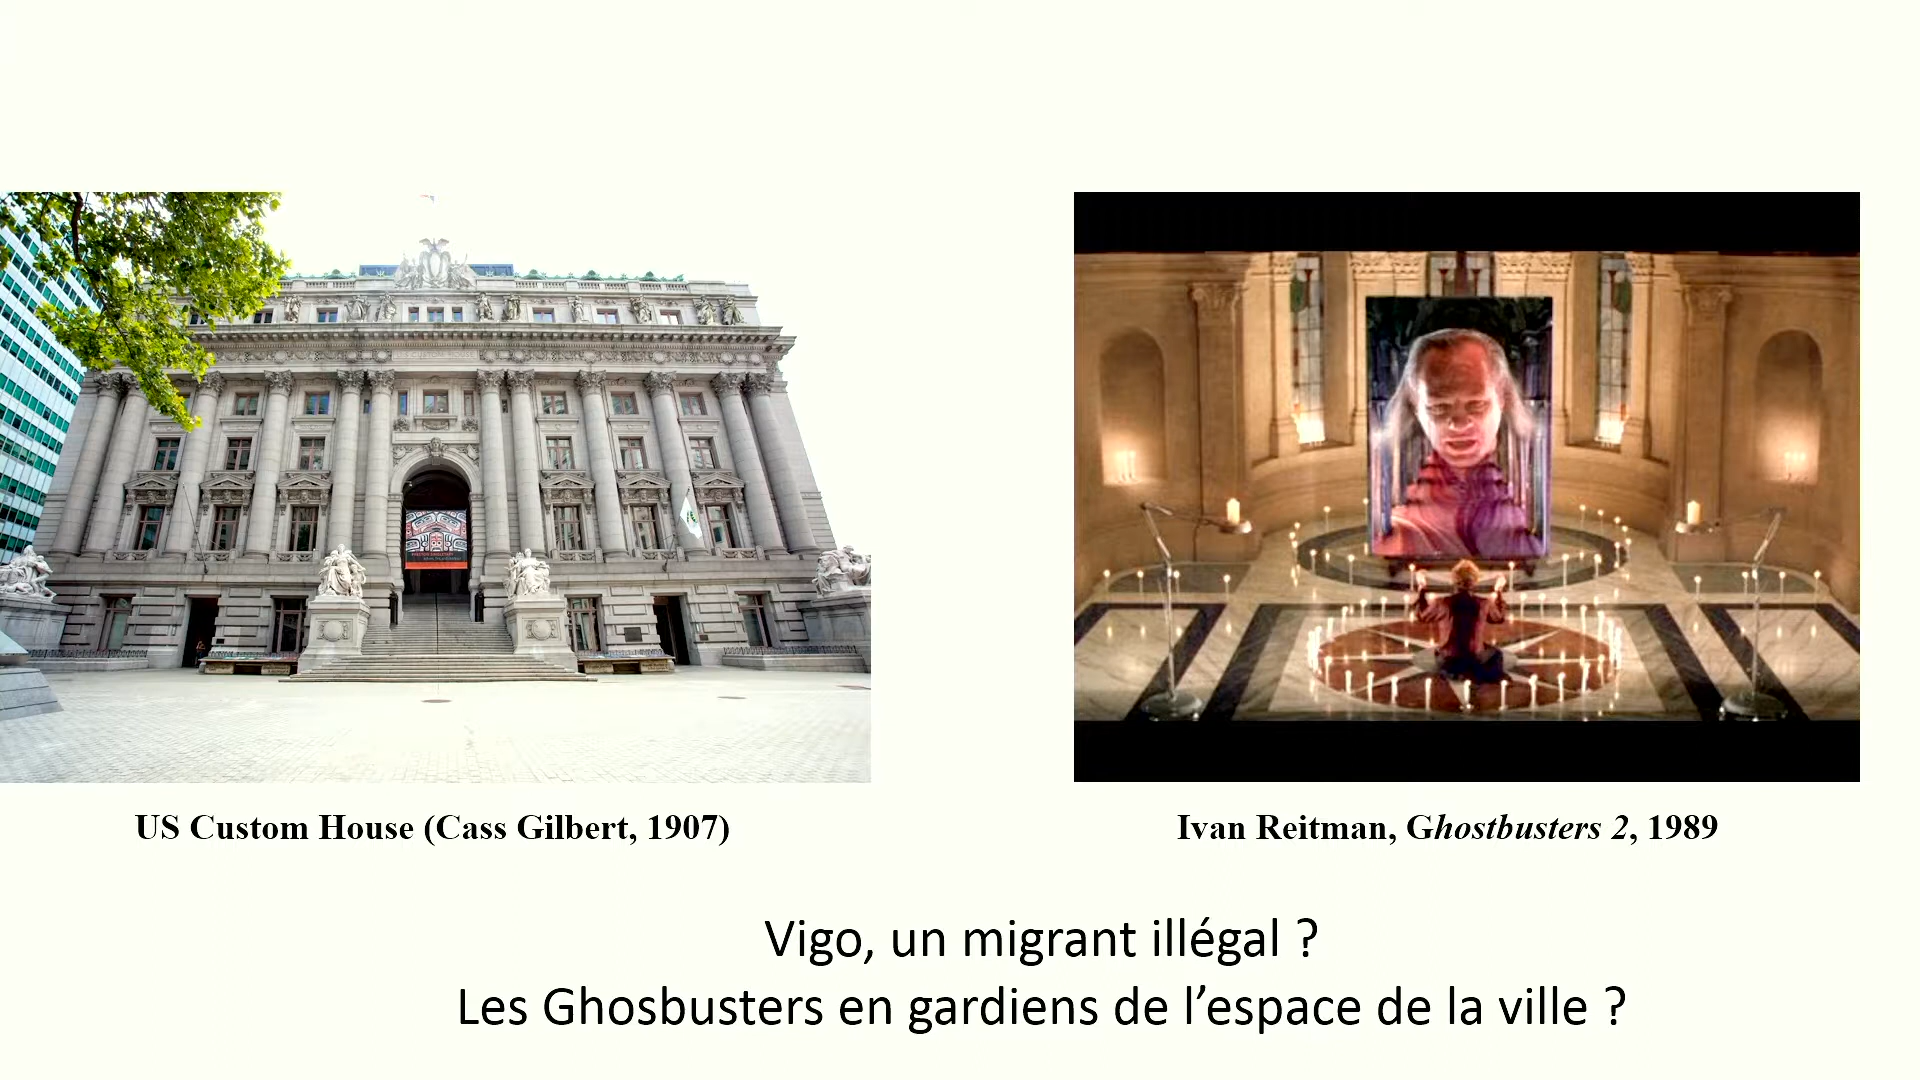 US Custom House (Cass Gilbert, 1907)
Ivan Reitman, Ghostbusters 2, 1989
Vigo, un migrant illégal ?
Les Ghosbusters en gardiens de l’espace de la ville ?